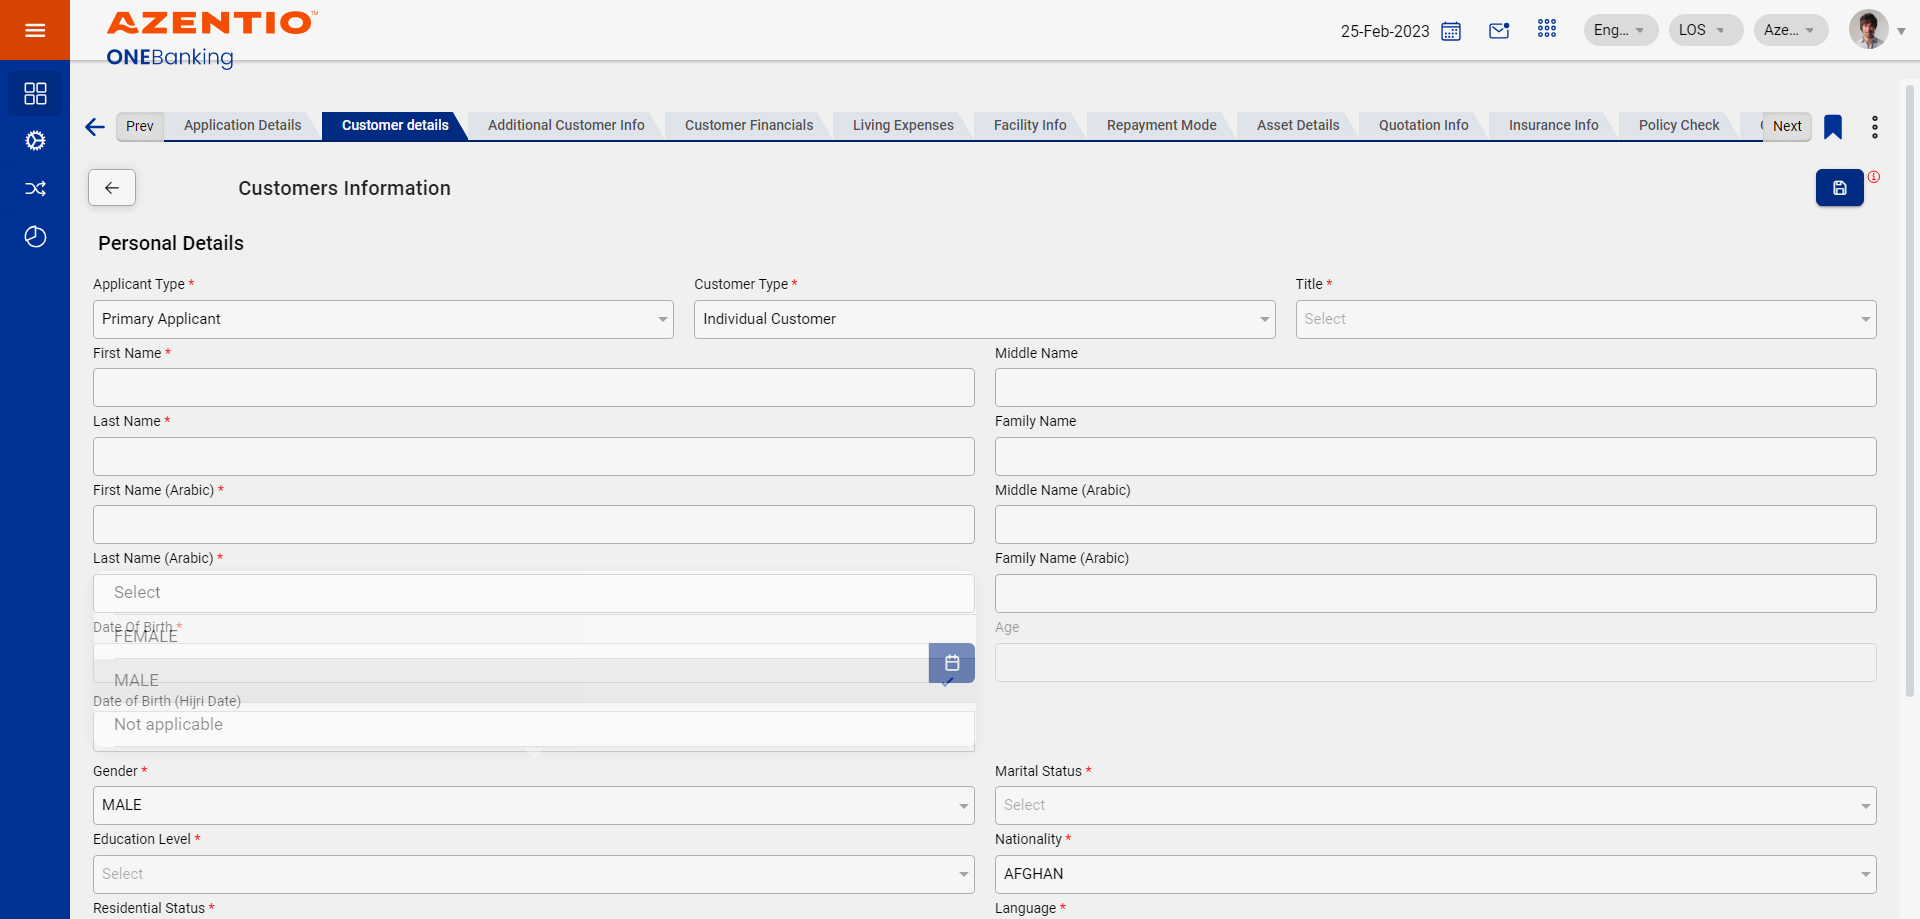 AZENTIO™
ONEBanking
25-Feb-2023
Eng...
LOS
Aze...
Prev
Application Details
Customer details
Additional Customer Info
Customer Financials
Living Expenses
Facility Info
Repayment Mode
Asset Details
Quotation Info
Insurance Info
Policy Check
Next
Customers Information
Personal Details
Applicant Type *
Customer Type *
Title *
Primary Applicant
Individual Customer
Select
First Name *
Middle Name
Last Name *
Family Name
First Name (Arabic) *
Middle Name (Arabic)
Last Name (Arabic) *
Family Name (Arabic)
Select
Date Of Birth *
Age
FEMALE
MALE
Date of Birth (Hijri Date)
Not applicable
Gender *
Marital Status *
MALE
Select
Education Level *
Nationality *
Select
AFGHAN
Residential Status *
Language *